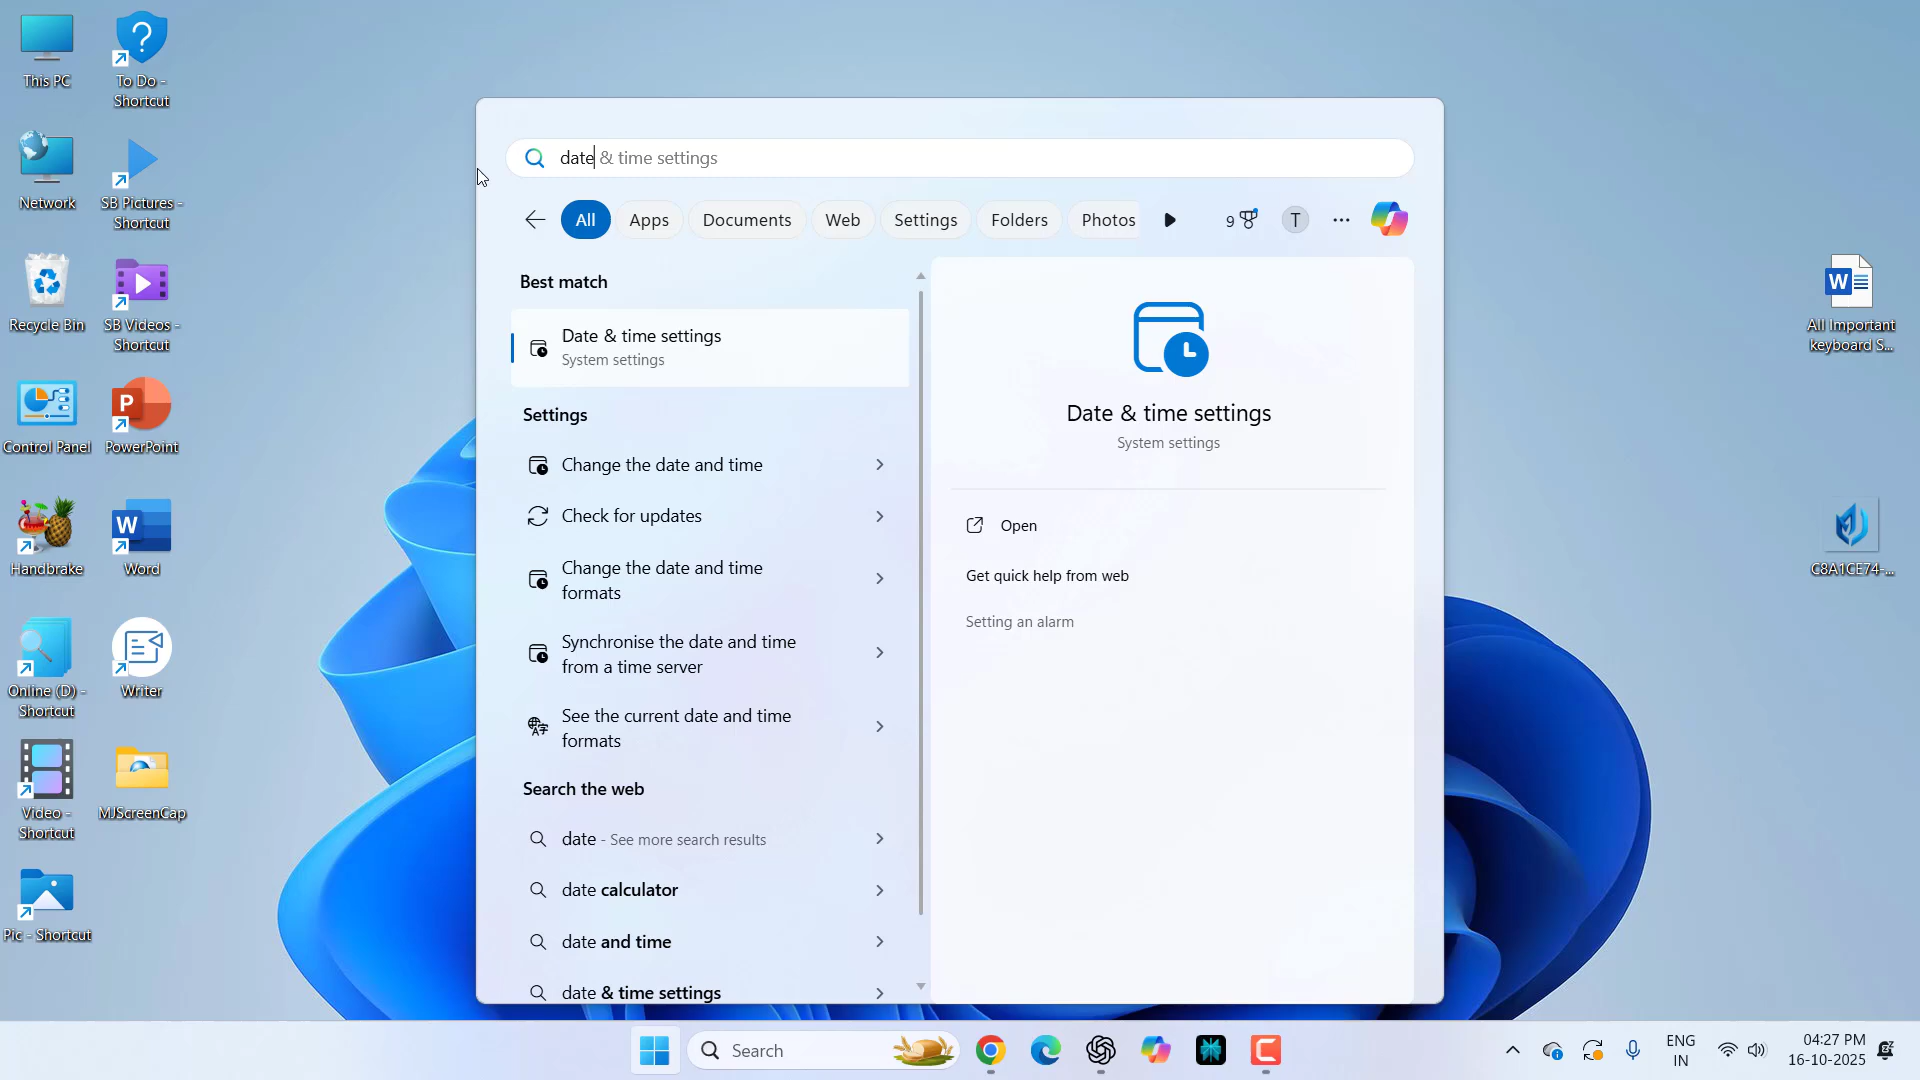 This PC
To Do -
Shortcut
Network
SB Pictures -
Shortcut
Recycle Bin
SB Videos -
Shortcut
Control Panel
PowerPoint
Handbrake
Word
Online (D) -
Shortcut
Writer
Video -
Shortcut
MJScreenCap
Pic - Shortcut
date & time settings
All
Apps
Documents
Web
Settings
Folders
Photos
9
T
Best match
Date & time settings
System settings
Settings
Change the date and time
Check for updates
Change the date and time
formats
Synchronise the date and time
from a time server
See the current date and time
formats
Search the web
date - See more search results
date calculator
date and time
date & time settings
Date & time settings
System settings
Open
Get quick help from web
Setting an alarm
All Important
keyboard S...
C8A1CE74-...
Search
ENG
IN
04:27 PM
16-10-2025